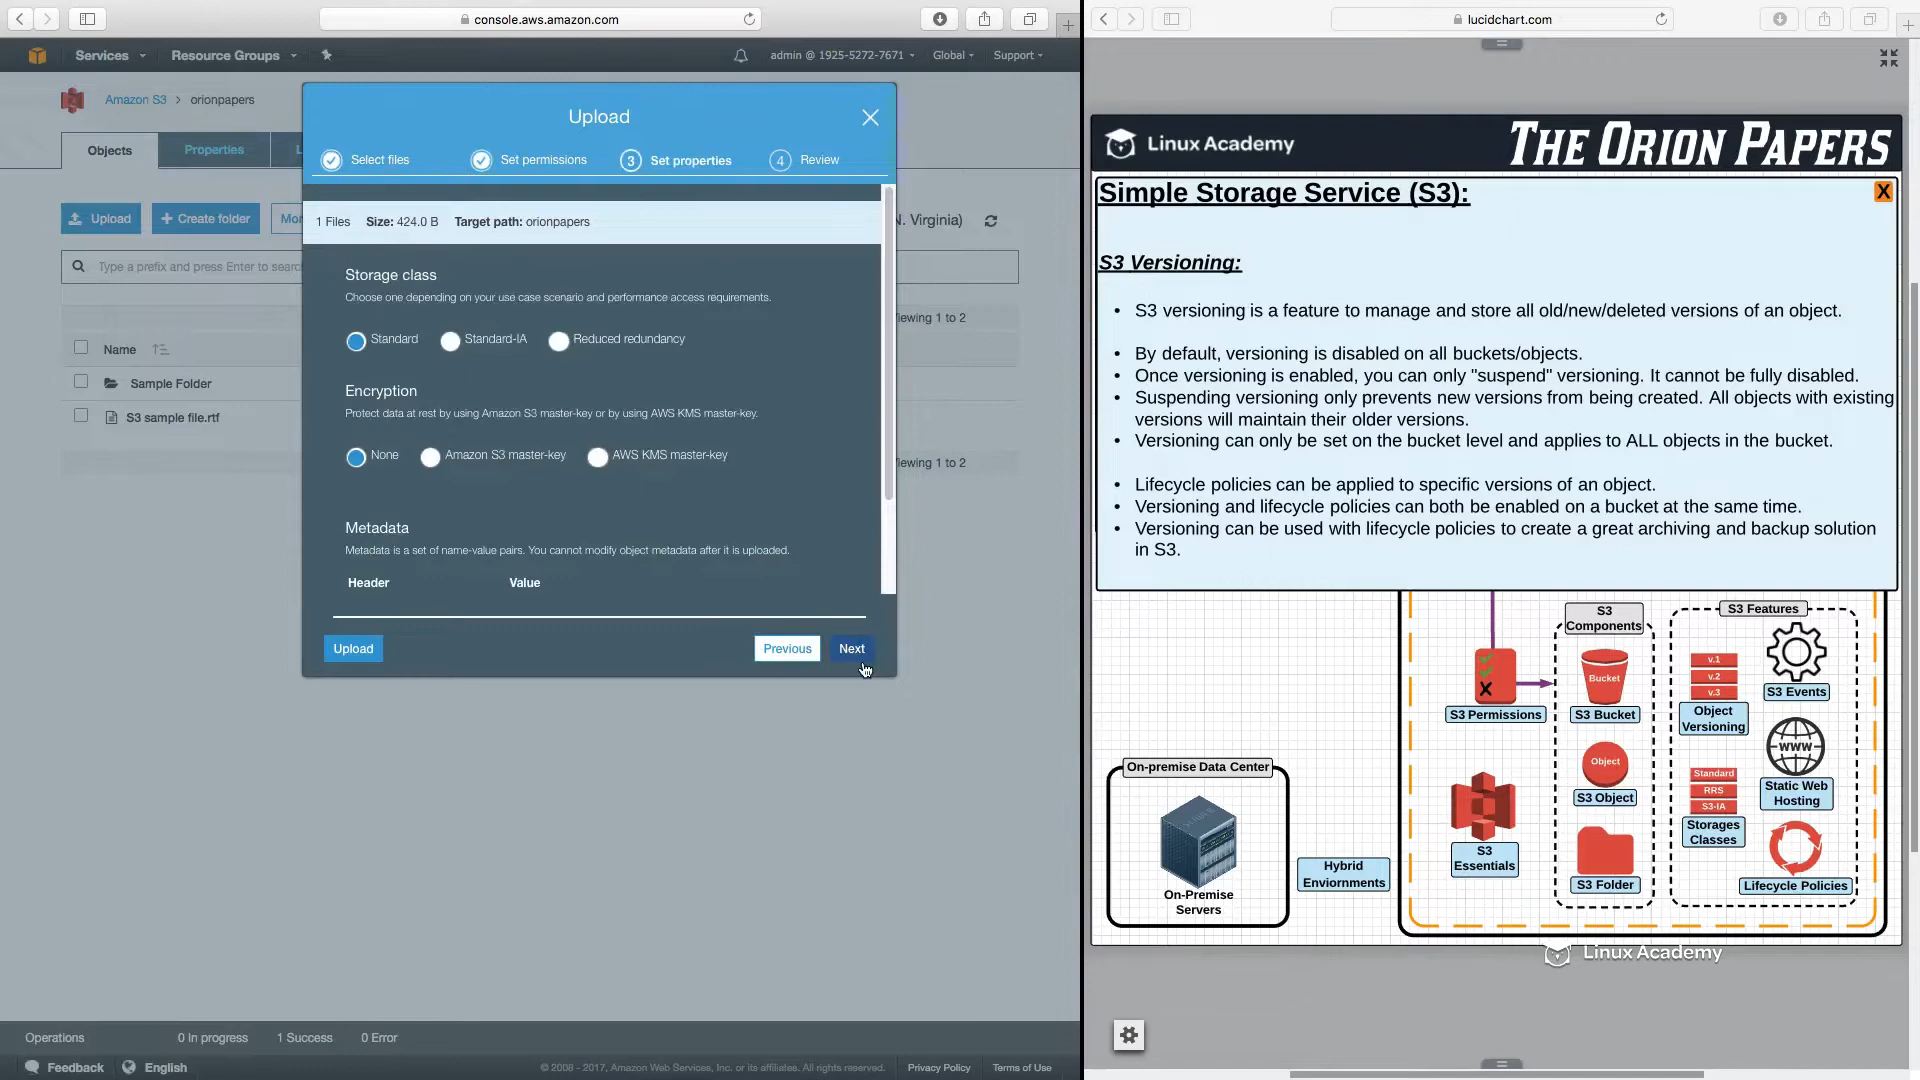 console.aws.amazon.com
Services
Resource Groups
admin @ 1925-5272-7671
Global
Support
Amazon S3 > orionpapers
Objects
Properties
Upload
+ Create folder
Type a prefix and press Enter to searc
Name
Sample Folder
S3 sample file.rtf
N. Virginia)
ewing 1 to 2
ewing 1 to 2
Upload
Select files
Set permissions
3 Set properties
4 Review
1 Files Size: 424.0 B Target path: orionpapers
Storage class
Choose one depending on your use case scenario and performance access requirements.
Standard
Standard-IA
Reduced redundancy
Encryption
Protect data at rest by using Amazon S3 master-key or by using AWS KMS master-key.
None
Amazon S3 master-key
AWS KMS master-key
Metadata
Metadata is a set of name-value pairs. You cannot modify object metadata after it is uploaded.
Header Value
Upload
Previous
Next
Operations 0 In progress 1 Success 0 Error
Feedback
English
© 2008 - 2017, Amazon Web Services, Inc. or its affiliates. All rights reserved.
Privacy Policy
Terms of Use
lucidchart.com
Linux Academy
THE ORION PAPERS
Simple Storage Service (S3):
X
S3 Versioning:
• S3 versioning is a feature to manage and store all old/new/deleted versions of an object.
• By default, versioning is disabled on all buckets/objects.
• Once versioning is enabled, you can only "suspend" versioning. It cannot be fully disabled.
• Suspending versioning only prevents new versions from being created. All objects with existing
versions will maintain their older versions.
• Versioning can only be set on the bucket level and applies to ALL objects in the bucket.
• Lifecycle policies can be applied to specific versions of an object.
• Versioning and lifecycle policies can both be enabled on a bucket at the same time.
• Versioning can be used with lifecycle policies to create a great archiving and backup solution
in S3.
S3
Components
S3 Features
X
S3 Permissions
Bucket
S3 Bucket
v.1
v.2
v.3
Object
Versioning
S3 Events
Object
S3 Object
WWW
Static Web
Hosting
Standard
RRS
S3-IA
Storages
Classes
S3
Essentials
S3 Folder
Lifecycle Policies
On-premise Data Center
On-Premise
Servers
Hybrid
Enviornments
Linux Academy